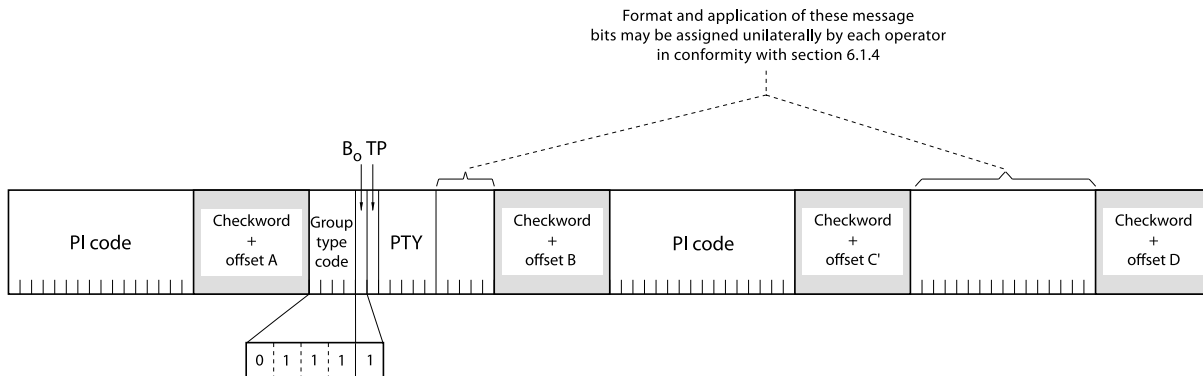 Format and application of these message
bits may be assigned unilaterally by each operator
in conformity with section 6.1.4
Bo TP
PI code
Checkword
+
offset A
Group
type
code
PTY
Checkword
+
offset B
PI code
Checkword
+
offset C'
Checkword
+
offset D
0 1 1 1 1